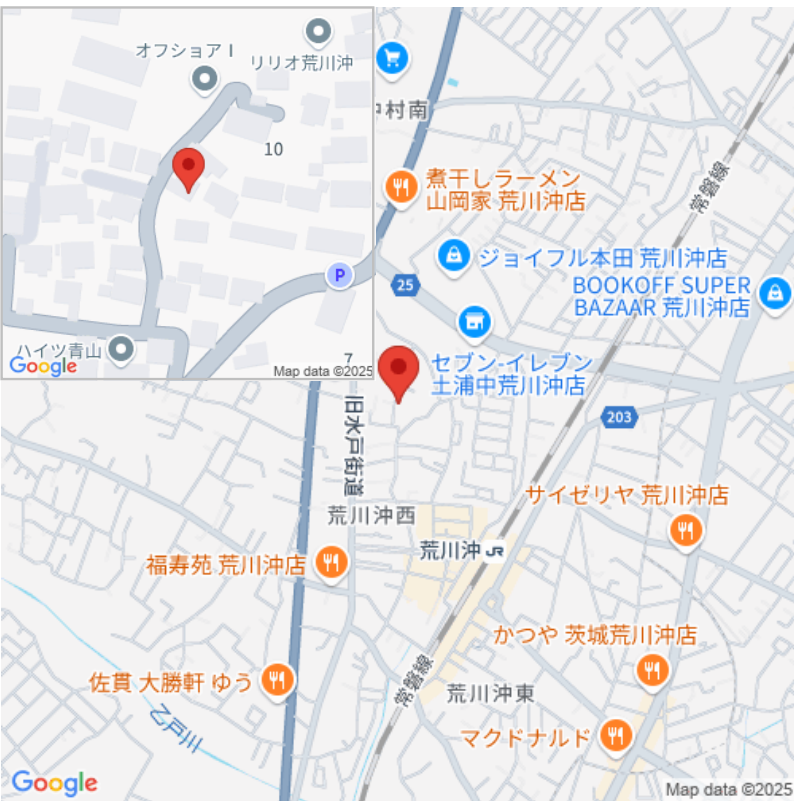 オフショア I
リリオ荒川沖
10
P
ハイツ青山
7
Google
Map data ©2025
中村南
煮干しラーメン
山岡家 荒川沖店
常磐線
ジョイフル本田 荒川沖店
25
BOOKOFF SUPER
BAZAAR 荒川沖店
セブン-イレブン
土浦中荒川沖店
203
旧水戸街道
サイゼリヤ 荒川沖店
荒川沖西
荒川沖 JR
福寿苑 荒川沖店
かつや 茨城荒川沖店
佐貫 大勝軒 ゆう
常磐線
荒川沖東
乙戸川
マクドナルド
Google
Map data ©2025